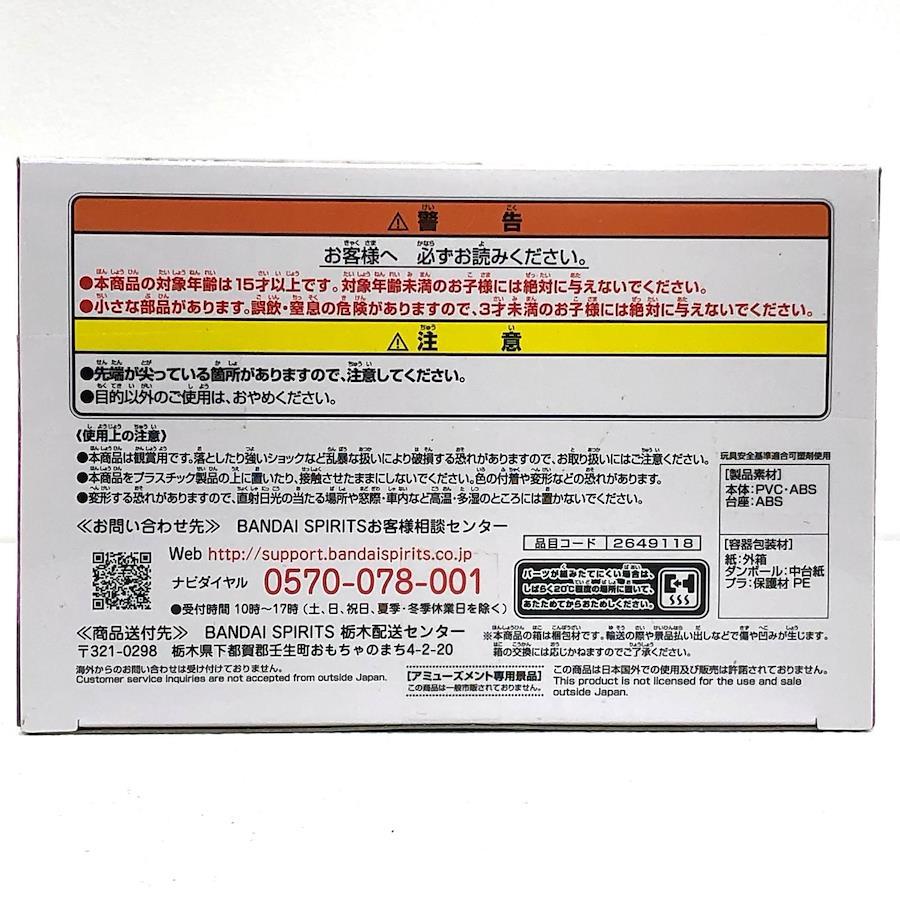 ⚠警告
お客様へ 必ずお読みください。
●本商品の対象年齢は15才以上です。対象年齢未満のお子様には絶対に与えないでください。
●小さな部品があります。誤飲・窒息の危険がありますので、3才未満のお子様には絶対に与えないでください。
⚠注意
●先端が尖っている箇所がありますので、注意してください。
●目的以外のご使用は、おやめください。
《使用上の注意》
●本商品は観賞用です。落としたり強いショックなど乱暴な扱いにより破損する恐れがありますので、お取り扱いにはご注意ください。
●本商品をプラスチック製品の上に置いたり、接触させたままにしないでください。色の付着や変形などの恐れがあります。
●変形する恐れがありますので、直射日光の当たる場所や窓際・車内など高温・多湿のところには置かないでください。
≪お問い合わせ先≫ BANDAI SPIRITSお客様相談センター
Web http://support.bandaispirits.co.jp
ナビダイヤル 0570-078-001
●受付時間 10時〜17時(土、日、祝日、夏季・冬季休業日を除く)
≪商品送付先≫ BANDAI SPIRITS 栃木配送センター
〒321-0298 栃木県下都賀郡壬生町おもちゃのまち4-2-20
海外からのお問い合わせは受け付けておりません。
Customer service inquiries are not accepted from outside Japan.
玩具安全基準適合可塑剤使用
[製品素材]
本体:PVC・ABS
台座:ABS
[容器包装材]
紙:外箱
ダンボール:中台紙
プラ:保護材 PE
品目コード 2649118
パーツが組みたてにくい場合は、
しばらく20℃程度の場所に置いて、
あたためてからおためしください。
※本商品の箱は梱包材です。輸送の際や景品払い出しなどで傷や凹みが生じます。
箱の交換には応じかねますのでご了承ください。
[アミューズメント専用景品]
この商品は一般市販されておりません。
この商品は日本国外での使用及び販売は許諾されておりません。
This product is not licensed for the use and sale
outside Japan.